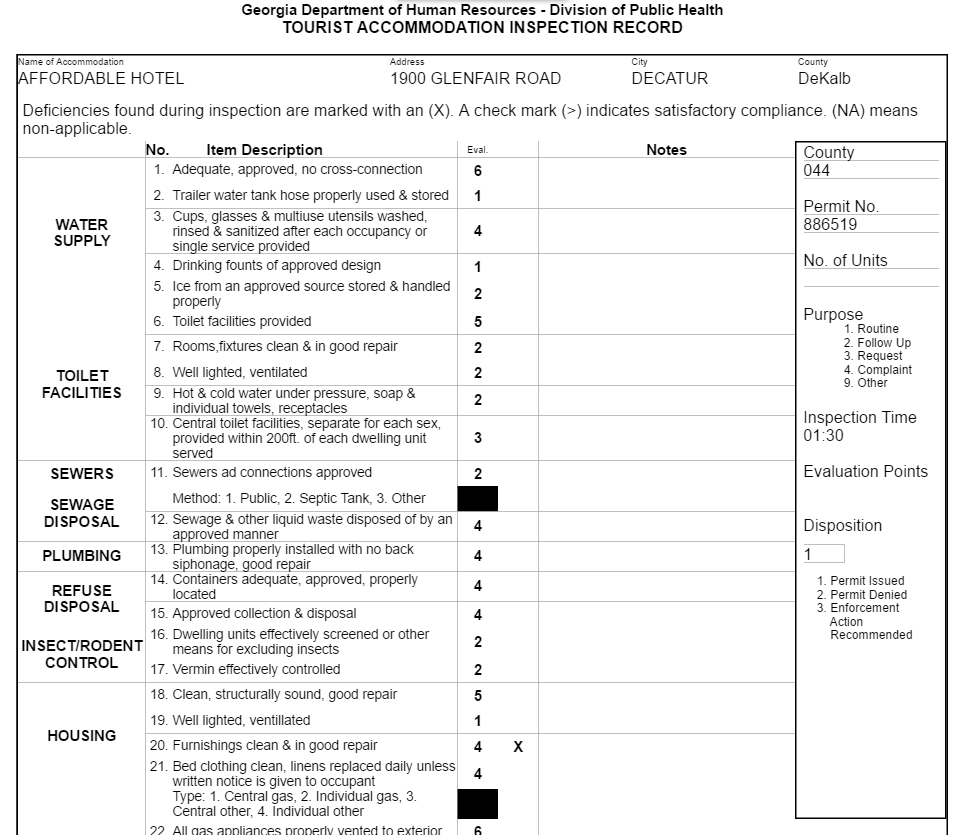 Georgia Department of Human Resources - Division of Public Health
TOURIST ACCOMMODATION INSPECTION RECORD
Name of Accommodation Address City County
AFFORDABLE HOTEL 1900 GLENFAIR ROAD DECATUR DeKalb
Deficiencies found during inspection are marked with an (X). A check mark (>) indicates satisfactory compliance. (NA) means
non-applicable.
No. Item Description Eval. Notes
WATER
SUPPLY
1. Adequate, approved, no cross-connection 6
2. Trailer water tank hose properly used & stored 1
3. Cups, glasses & multiuse utensils washed,
rinsed & sanitized after each occupancy or 4
single service provided
4. Drinking founts of approved design 1
5. Ice from an approved source stored & handled 2
properly
6. Toilet facilities provided 5
TOILET
FACILITIES
7. Rooms,fixtures clean & in good repair 2
8. Well lighted, ventilated 2
9. Hot & cold water under pressure, soap & 2
individual towels, receptacles
10. Central toilet facilities, separate for each sex,
provided within 200ft. of each dwelling unit 3
served
SEWERS
11. Sewers ad connections approved 2
SEWAGE
DISPOSAL
Method: 1. Public, 2. Septic Tank, 3. Other
12. Sewage & other liquid waste disposed of by an 4
approved manner
PLUMBING
13. Plumbing properly installed with no back 4
siphonage, good repair
REFUSE
DISPOSAL
14. Containers adequate, approved, properly 4
located
15. Approved collection & disposal 4
INSECT/RODENT
CONTROL
16. Dwelling units effectively screened or other 2
means for excluding insects
17. Vermin effectively controlled 2
HOUSING
18. Clean, structurally sound, good repair 5
19. Well lighted, ventillated 1
20. Furnishings clean & in good repair 4 X
21. Bed clothing clean, linens replaced daily unless 4
written notice is given to occupant
Type: 1. Central gas, 2. Individual gas, 3.
Central other, 4. Individual other
22. All gas appliances properly vented to exterior 6
County
044
Permit No.
886519
No. of Units
Purpose
1. Routine
2. Follow Up
3. Request
4. Complaint
9. Other
Inspection Time
01:30
Evaluation Points
Disposition
1
1. Permit Issued
2. Permit Denied
3. Enforcement
Action
Recommended